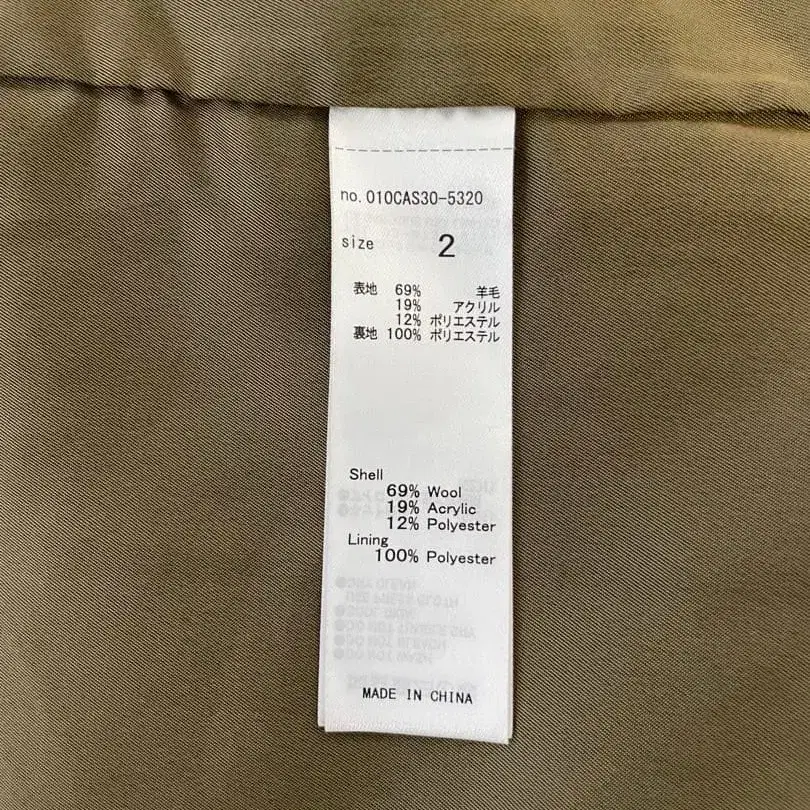 no. 010CAS30-5320
size 2
表地 69% 羊毛
19% アクリル
12% ポリエステル
裏地 100% ポリエステル
Shell
69% Wool
19% Acrylic
12% Polyester
Lining
100% Polyester
MADE IN CHINA